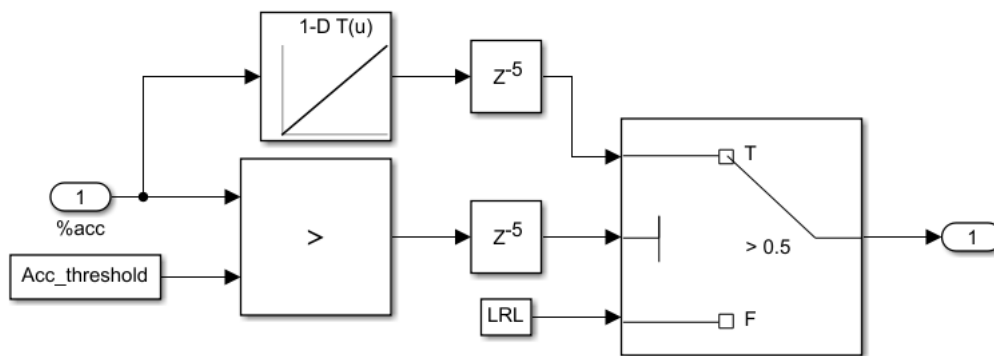 1-D T(u)
Z-5
T
1
%acc
>
Z-5
> 0.5
1
Acc_threshold
LRL
F